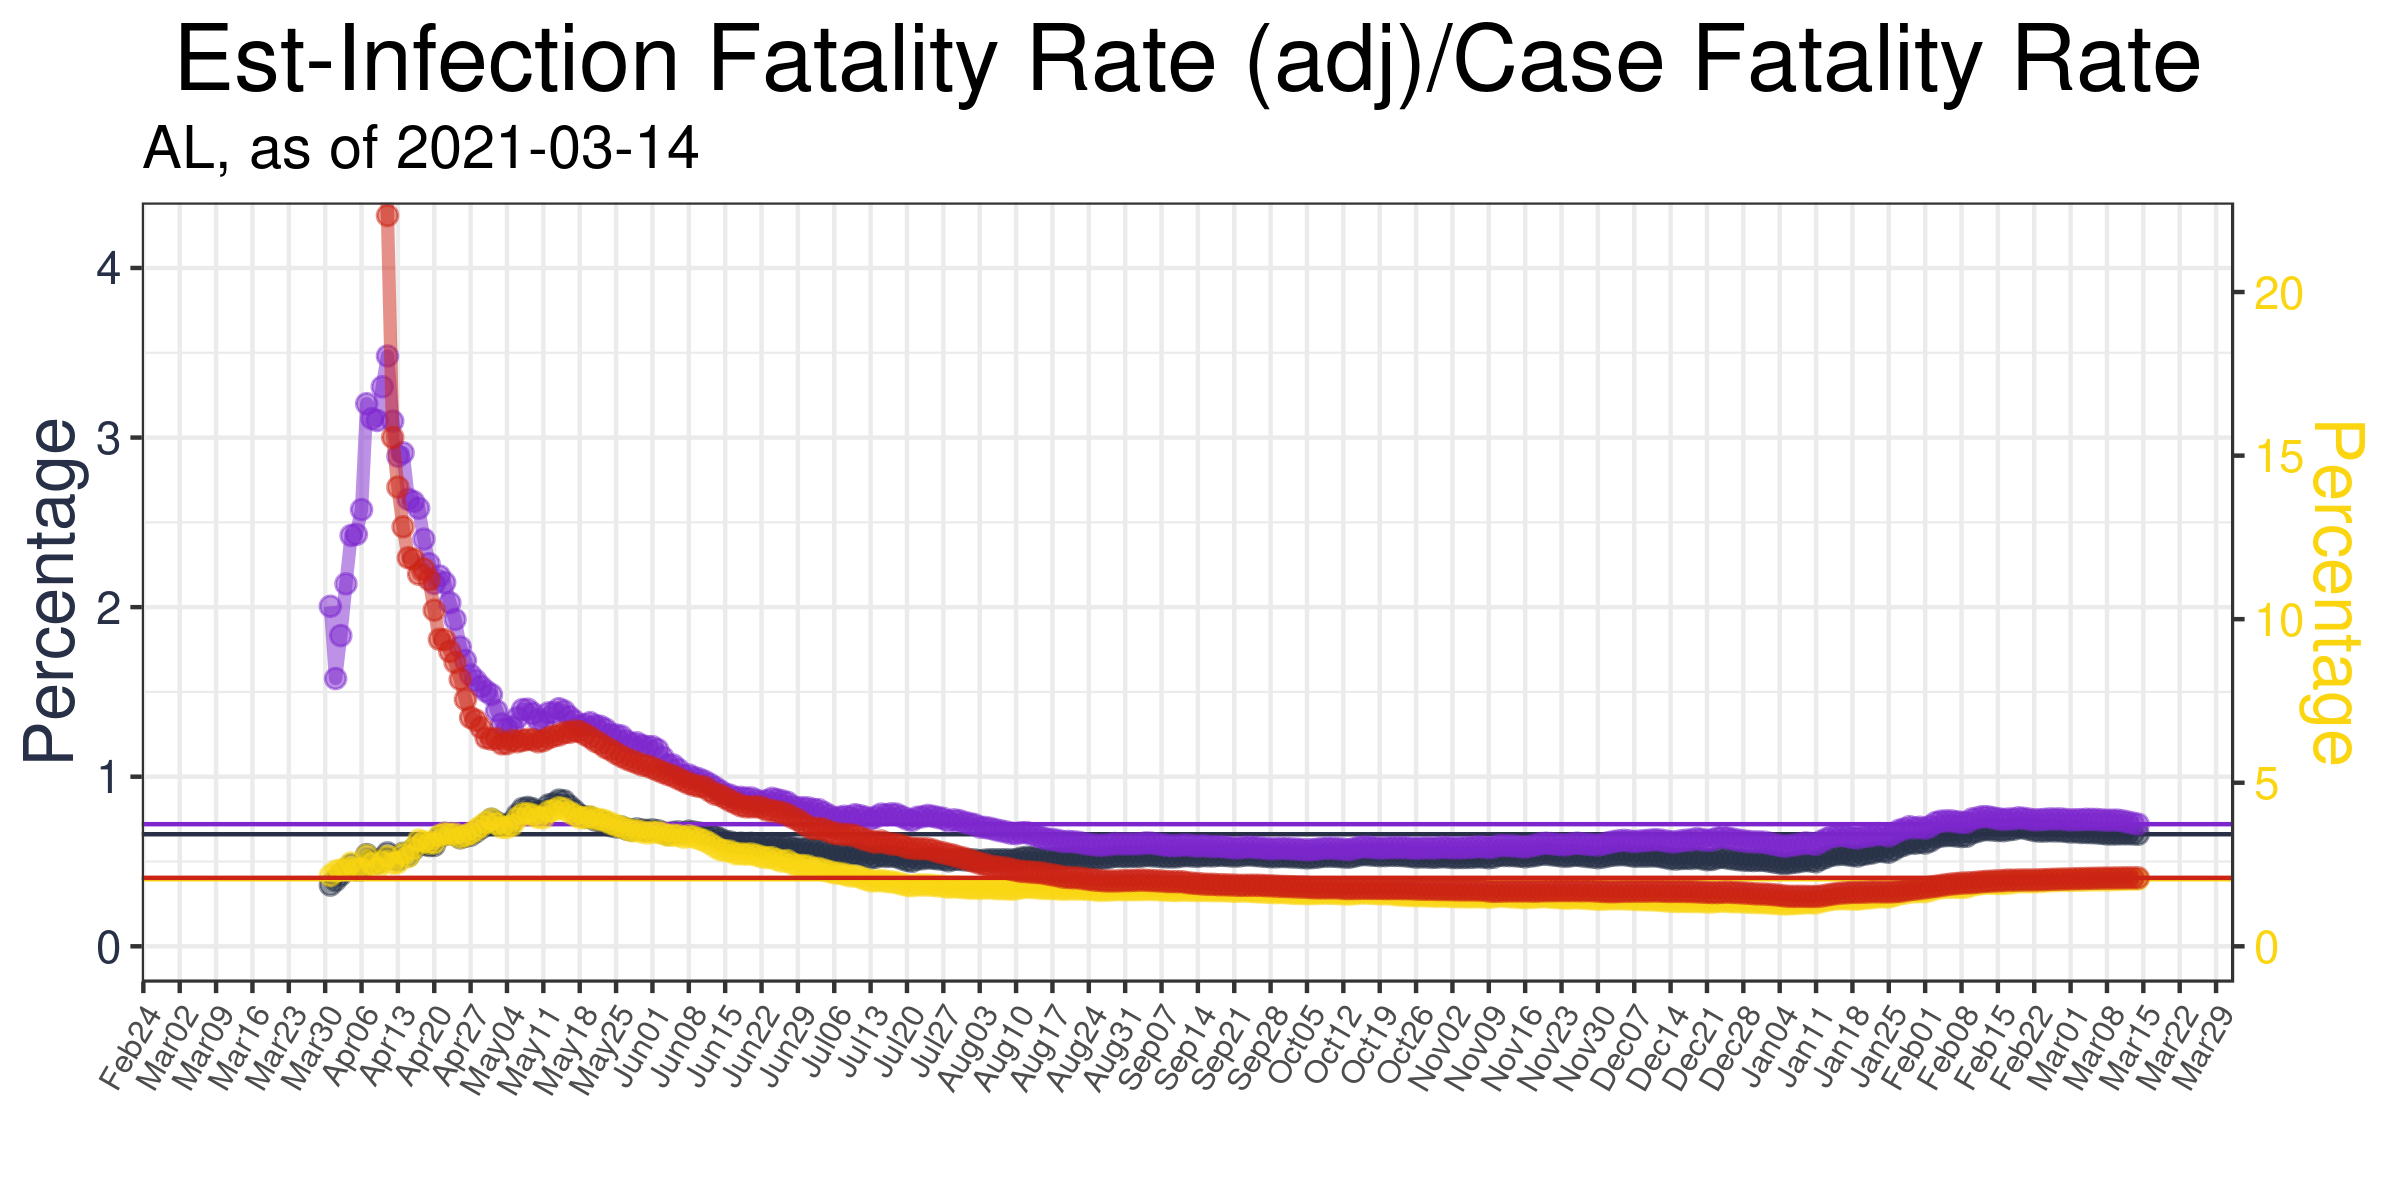 Est-Infection Fatality Rate (adj)/Case Fatality Rate
AL, as of 2021-03-14
Percentage
4
3
2
1
0
20
15
10
5
0
Percentage
Feb24
Mar02
Mar09
Mar16
Mar23
Mar30
Apr06
Apr13
Apr20
Apr27
May04
May11
May18
May25
Jun01
Jun08
Jun15
Jun22
Jun29
Jul06
Jul13
Jul20
Jul27
Aug03
Aug10
Aug17
Aug24
Aug31
Sep07
Sep14
Sep21
Sep28
Oct05
Oct12
Oct19
Oct26
Nov02
Nov09
Nov16
Nov23
Nov30
Dec07
Dec14
Dec21
Dec28
Jan04
Jan11
Jan18
Jan25
Feb01
Feb08
Feb15
Feb22
Mar01
Mar08
Mar15
Mar22
Mar29